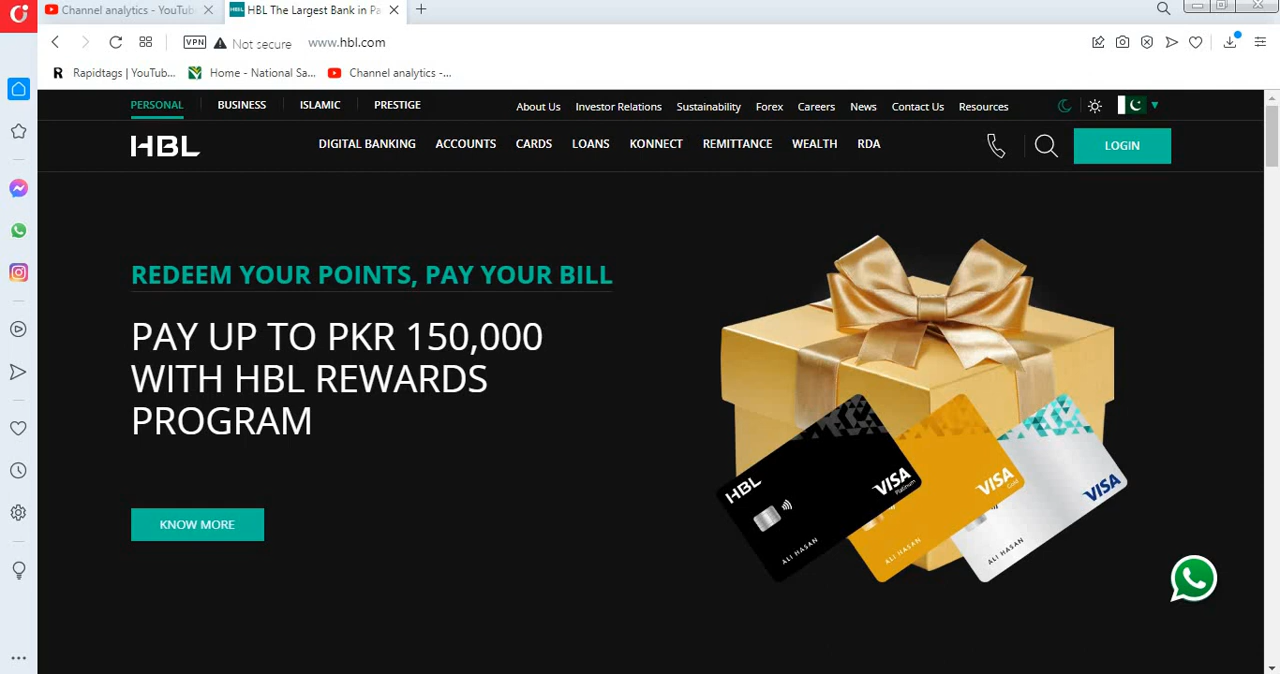 Channel analytics - YouTub
HBL The Largest Bank in Pa
VPN
Not secure
www.hbl.com
R Rapidtags | YouTub...
Home - National Sa...
Channel analytics -...
PERSONAL
BUSINESS
ISLAMIC
PRESTIGE
About Us
Investor Relations
Sustainability
Forex
Careers
News
Contact Us
Resources
HBL
DIGITAL BANKING
ACCOUNTS
CARDS
LOANS
KONNECT
REMITTANCE
WEALTH
RDA
LOGIN
REDEEM YOUR POINTS, PAY YOUR BILL
PAY UP TO PKR 150,000
WITH HBL REWARDS
PROGRAM
KNOW MORE
HBL
VISA
Platinum
ALI HASAN
VISA
Gold
ALI HASAN
VISA
ALI HASAN